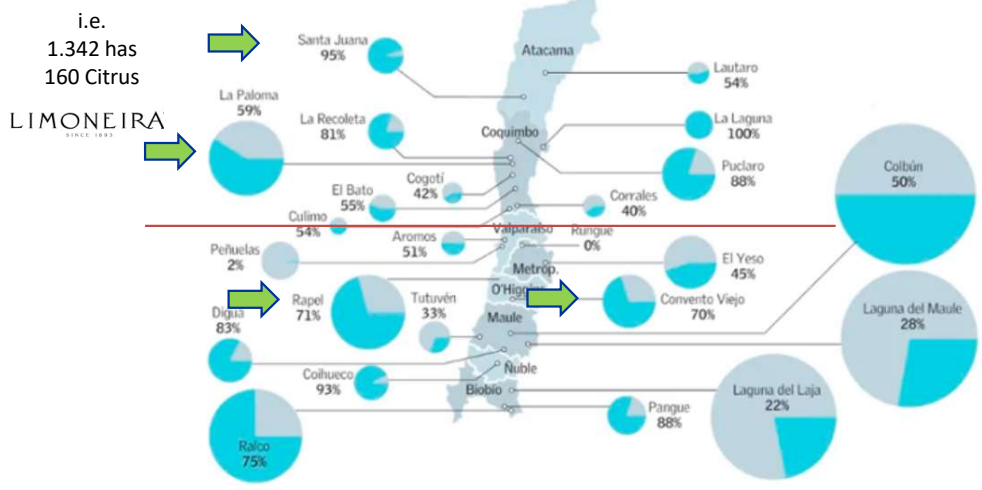 i.e.
1.342 has
160 Citrus
LIMONEIRA
SINCE 1893
Santa Juana
95%
Atacama
Lautaro
54%
La Paloma
59%
La Recoleta
81%
Coquimbo
La Laguna
100%
Puclaro
88%
Colbún
50%
Cogotí
42%
El Bato
55%
Corrales
40%
Culimo
54%
Valparaíso
Rungue
0%
Aromos
51%
Peñuelas
2%
Metróp.
El Yeso
45%
O'Higgins
Rapel
71%
Tutuvén
33%
Convento Viejo
70%
Laguna del Maule
28%
Digua
83%
Maule
Ñuble
Coihueco
93%
Biobío
Laguna del Laja
22%
Pangue
88%
Ralco
75%